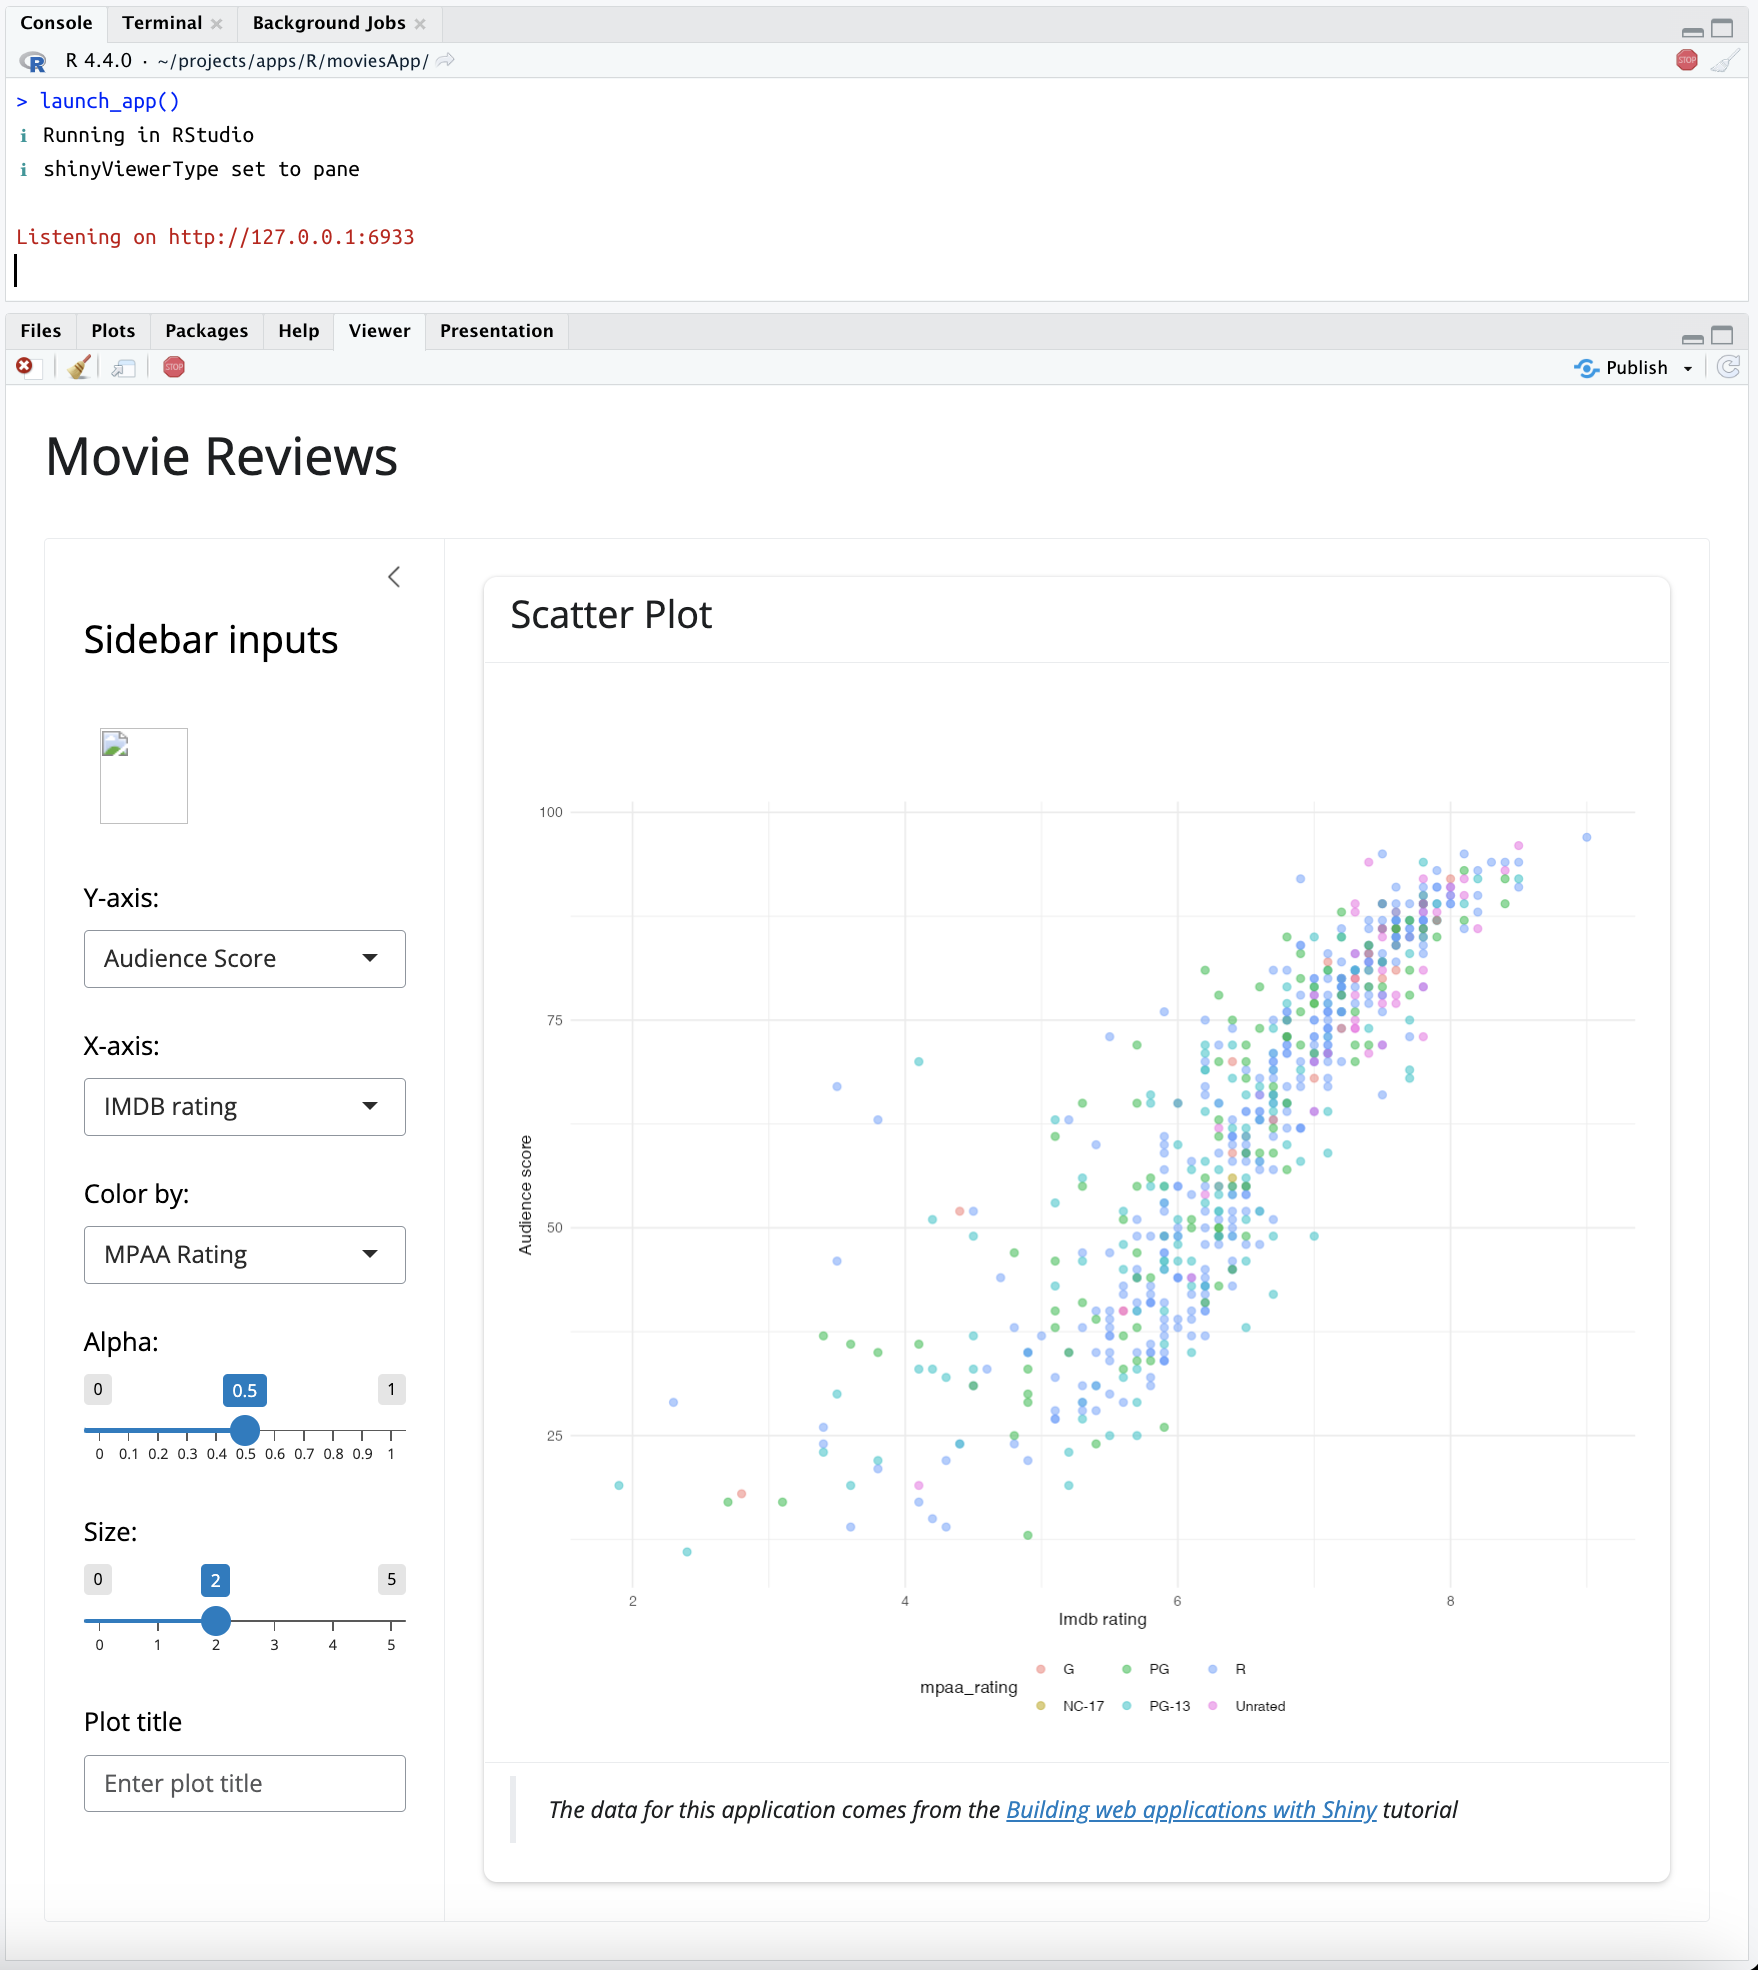 Console Terminal Background Jobs
R 4.4.0 · ~/projects/apps/R/moviesApp/
STOP
> launch_app()
i Running in RStudio
i shinyViewerType set to pane
Listening on http://127.0.0.1:6933
Files Plots Packages Help Viewer Presentation
STOP Publish
Movie Reviews
Sidebar inputs
Y-axis:
Audience Score
X-axis:
IMDB rating
Color by:
MPAA Rating
Alpha:
0 0.5 1
0 0.1 0.2 0.3 0.4 0.5 0.6 0.7 0.8 0.9 1
Size:
0 2 5
0 1 2 3 4 5
Plot title
Enter plot title
Scatter Plot
100
75
50
25
Audience score
2 4 6 8
Imdb rating
mpaa_rating
G PG R
NC-17 PG-13 Unrated
The data for this application comes from the Building web applications with Shiny tutorial